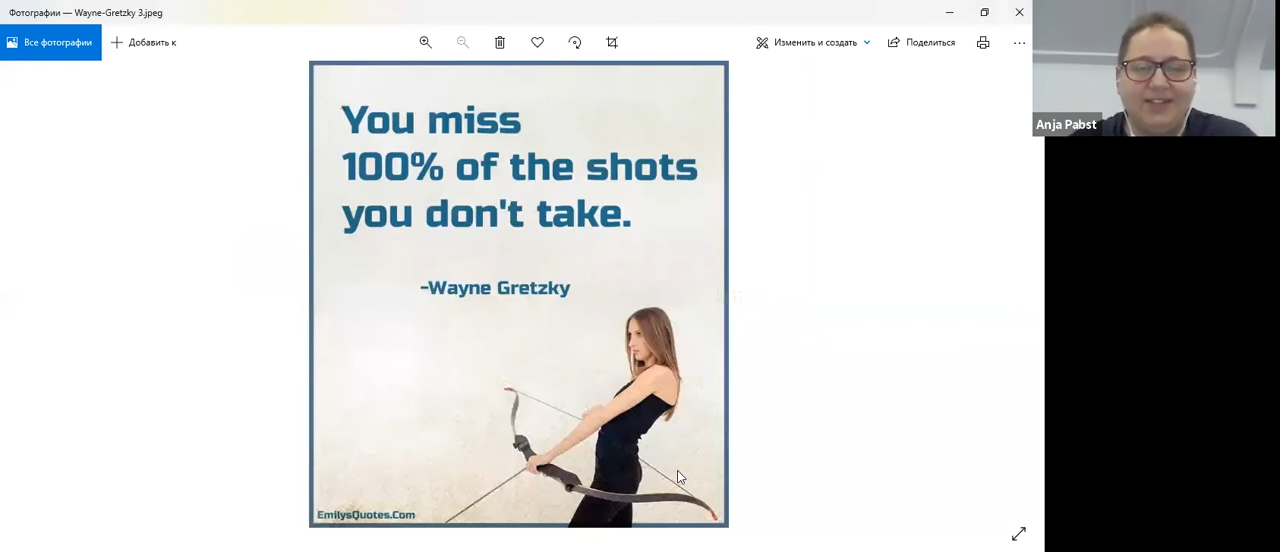 Фотографии — Wayne-Gretzky 3.jpeg
Все фотографии
Добавить к
Изменить и создать
Поделиться
You miss
100% of the shots
you don't take.
-Wayne Gretzky
EmilysQuotes.Com
Anja Pabst